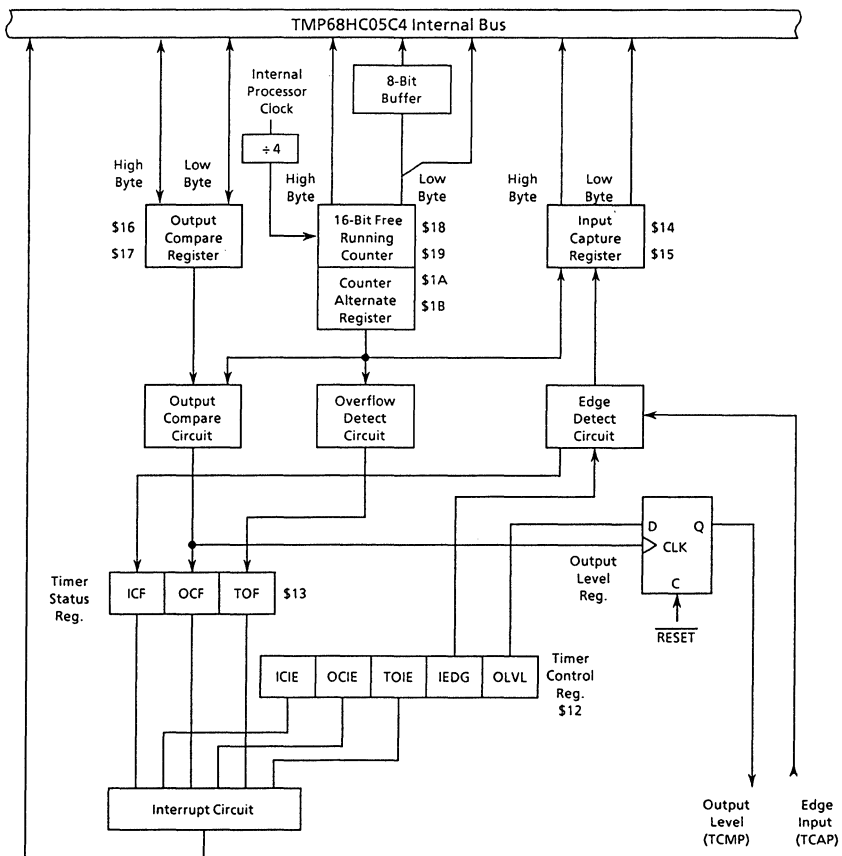 TMP68HC05C4 Internal Bus
Internal
Processor
Clock
÷4
8-Bit
Buffer
High
Byte
Low
Byte
High
Byte
Low
Byte
High
Byte
Low
Byte
$16
$17
Output
Compare
Register
16-Bit Free
Running
Counter
$18
$19
Counter
Alternate
Register
$1A
$1B
Input
Capture
Register
$14
$15
Output
Compare
Circuit
Overflow
Detect
Circuit
Edge
Detect
Circuit
D
Q
CLK
C
Output
Level
Reg.
RESET
Timer
Status
Reg.
ICF
OCF
TOF
$13
ICIE
OCIE
TOIE
IEDG
OLVL
Timer
Control
Reg.
$12
Interrupt Circuit
Output
Level
(TCMP)
Edge
Input
(TCAP)